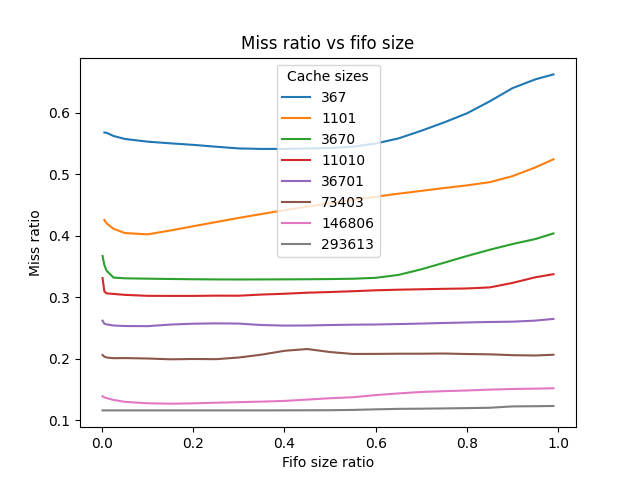 Miss ratio vs fifo size
Cache sizes
367
1101
3670
11010
36701
73403
146806
293613
Miss ratio
0.6
0.5
0.4
0.3
0.2
0.1
0.0 0.2 0.4 0.6 0.8 1.0
Fifo size ratio